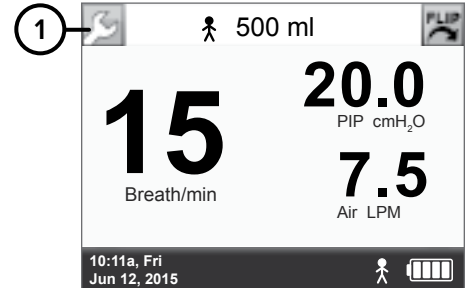 1
500 ml
FLIP
15
Breath/min
20.0
PIP cmH₂O
7.5
Air LPM
10:11a, Fri
Jun 12, 2015